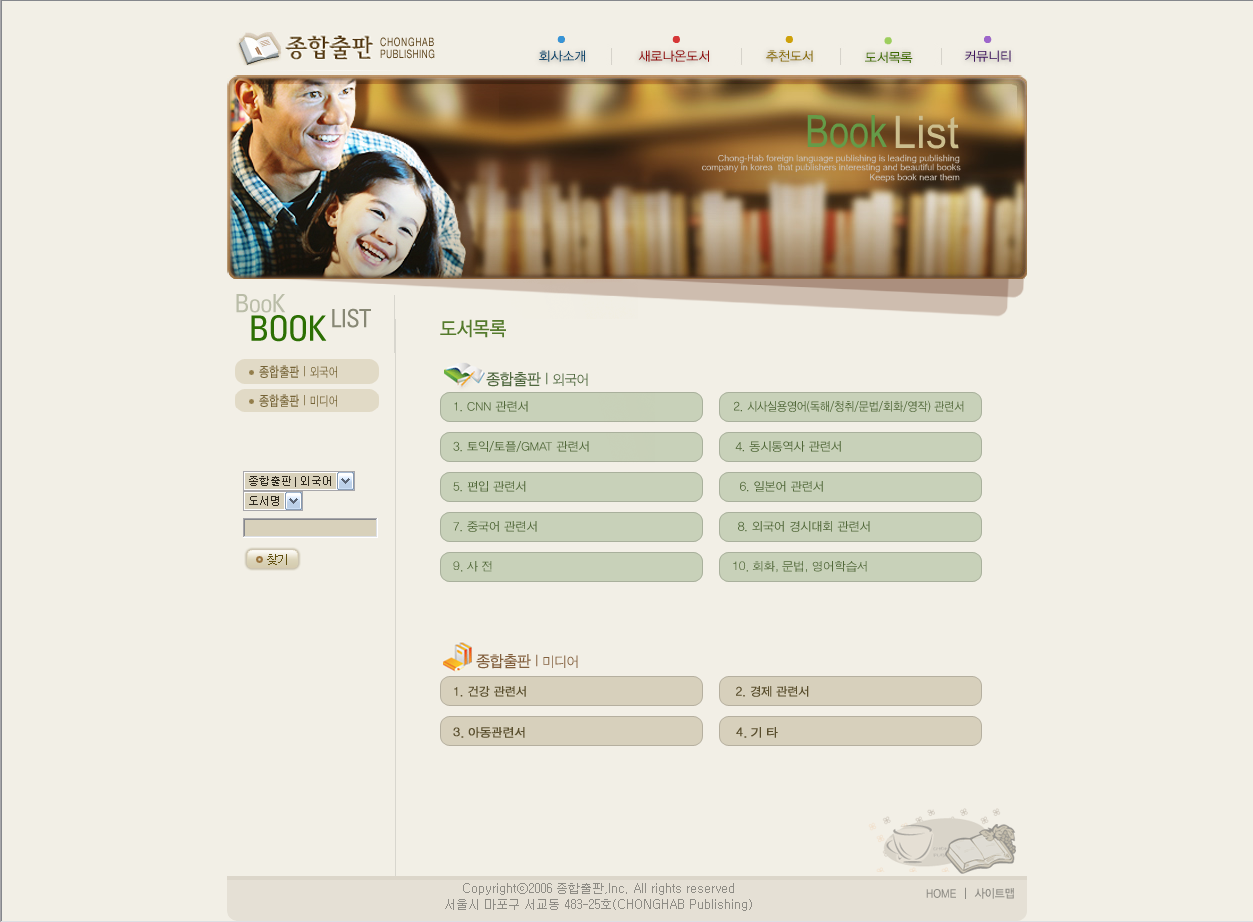 종합출판 CHONGHAB PUBLISHING
회사소개 새로나온도서 추천도서 도서목록 커뮤니티
Book List
Chong-Hab foreign language publishing is leading publishing
company in korea that publishers interesting and beautiful books
Keeps book near them
BooK
BOOK LIST
종합출판 | 외국어
종합출판 | 미디어
종합출판 | 외국어
도서명
찾기
도서목록
종합출판 | 외국어
1. CNN 관련서
2. 시사실용영어(독해/청취/문법/회화/영작) 관련서
3. 토익/토플/GMAT 관련서
4. 동시통역사 관련서
5. 편입 관련서
6. 일본어 관련서
7. 중국어 관련서
8. 외국어 경시대회 관련서
9. 사 전
10. 회화, 문법, 영어학습서
종합출판 | 미디어
1. 건강 관련서
2. 경제 관련서
3. 아동관련서
4. 기 타
Copyrightⓒ2006 종합출판.Inc, All rights reserved
서울시 마포구 서교동 483-25호(CHONGHAB Publishing)
HOME | 사이트맵